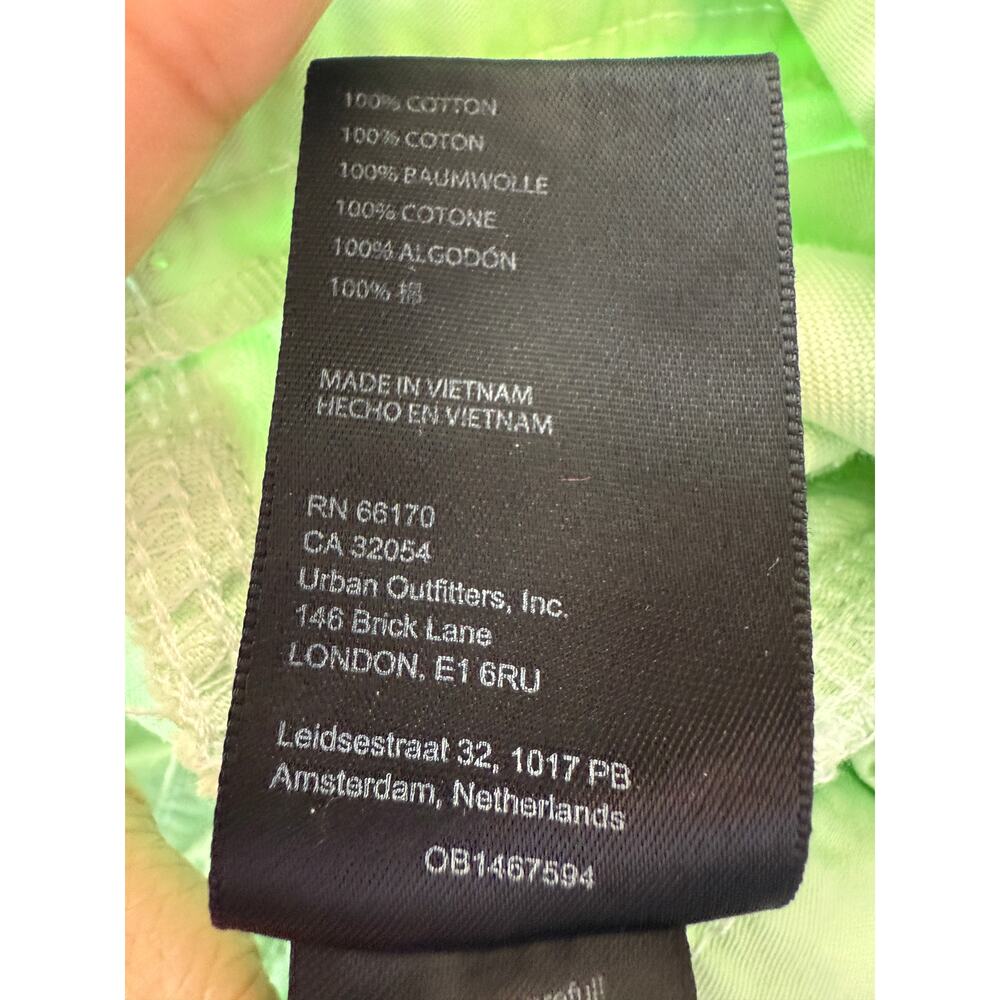 100% COTTON
100% COTON
100% BAUMWOLLE
100% COTONE
100% ALGODÓN
100% 棉
MADE IN VIETNAM
HECHO EN VIETNAM
RN 66170
CA 32054
Urban Outfitters, Inc.
146 Brick Lane
LONDON, E1 6RU
Leidsestraat 32, 1017 PB
Amsterdam, Netherlands
OB1467594